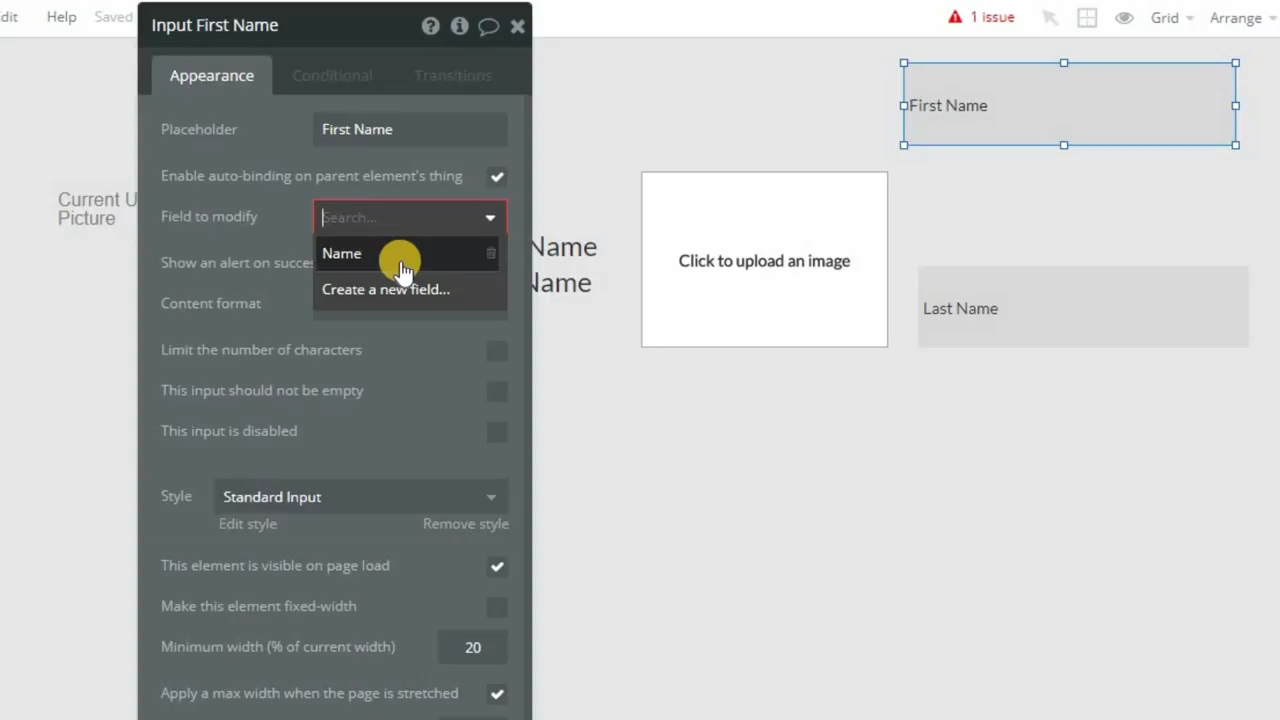 dit Help Saved
Input First Name
1 issue
Grid
Arrange
Appearance
Conditional
Transitions
Placeholder
First Name
Enable auto-binding on parent element's thing
Field to modify
Search...
Name
Create a new field...
Show an alert on succes
Content format
Limit the number of characters
This input should not be empty
This input is disabled
Style
Standard Input
Edit style
Remove style
This element is visible on page load
Make this element fixed-width
Minimum width (% of current width)
20
Apply a max width when the page is stretched
Current U
Picture
Name
Name
First Name
Click to upload an image
Last Name